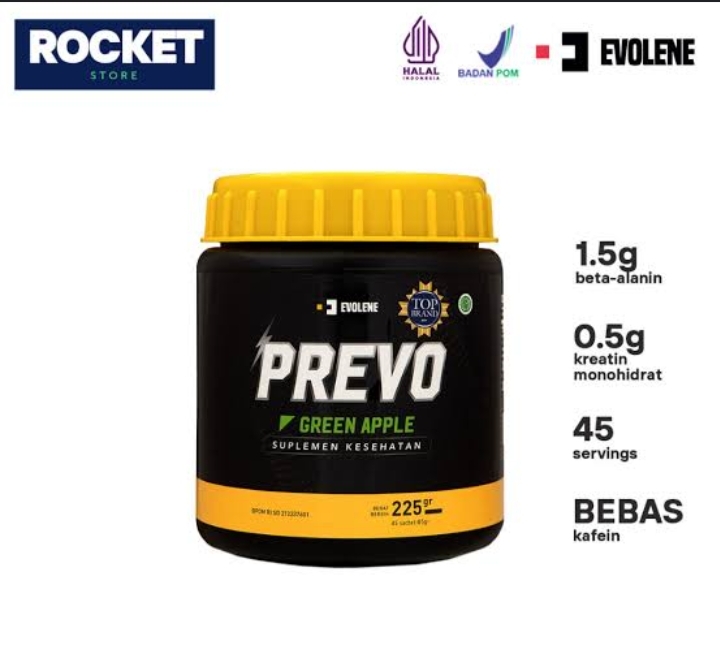 ROCKET
STORE
HALAL
INDONESIA
BADAN POM
EVOLENE
EVOLENE
TOP
BRAND
PREVO
GREEN APPLE
SUPLEMEN KESEHATAN
225gr
1.5g
beta-alanin
0.5g
kreatin
monohidrat
45
servings
BEBAS
kafein